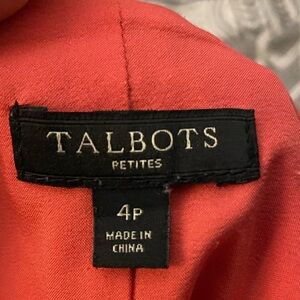 TALBOTS
PETITES
4P
MADE IN
CHINA